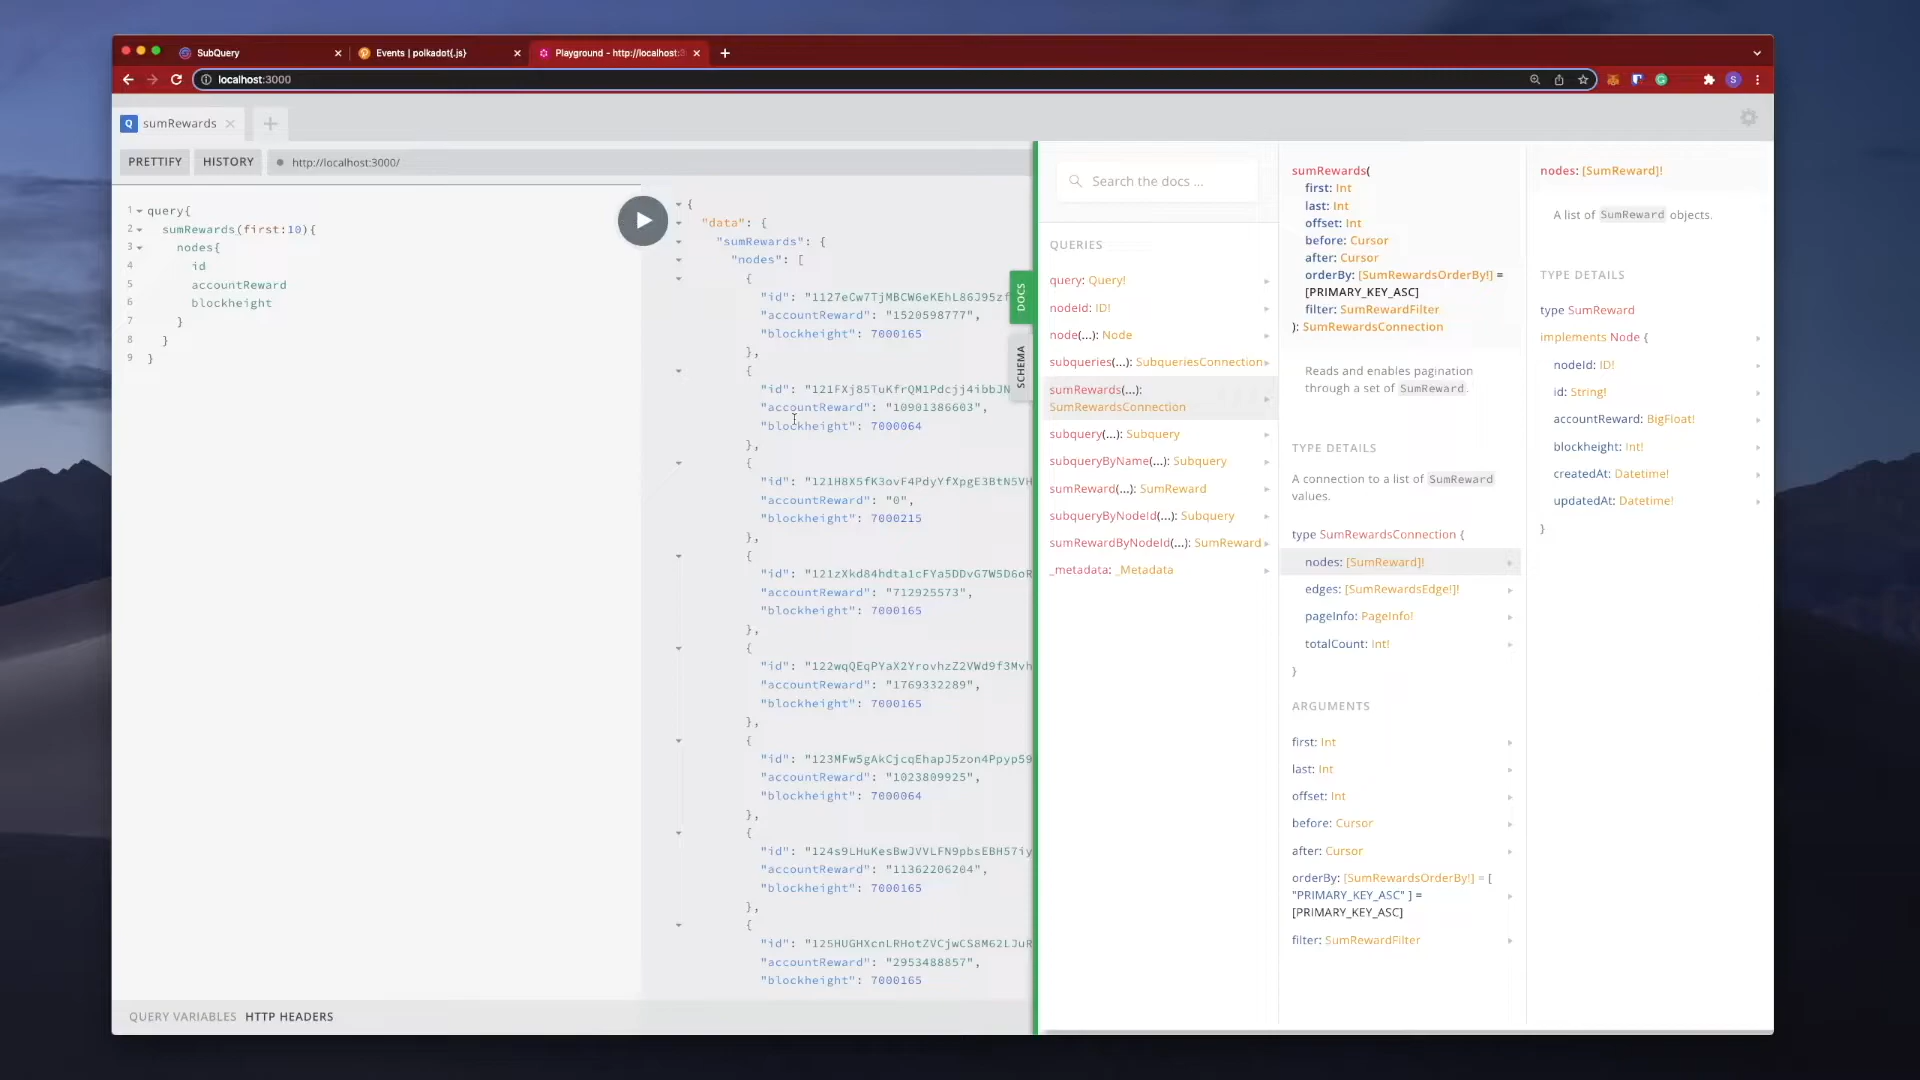 SubQuery
Events | polkadot{.js}
Playground - http://localhost:3
localhost:3000
S
Q sumRewards
PRETTIFY
HISTORY
http://localhost:3000/
1 query{
2 sumRewards(first:10){
3 nodes{
4 id
5 accountReward
6 blockheight
7 }
8 }
9 }
{
"data": {
"sumRewards": {
"nodes": [
{
"id": "1127eCw7TjMBCW6eKEhL86J95zf
"accountReward": "1520598777",
"blockheight": 7000165
},
{
"id": "121FXj85TuKfrQM1Pdcjj4ibbJN
"accountReward": "10901386603",
"blockheight": 7000064
},
{
"id": "121H8X5fK3ovF4PdyYfXpgE3BtN5VH
"accountReward": "0",
"blockheight": 7000215
},
{
"id": "121zXkd84hdta1cFYa5DDvG7W5D6oR
"accountReward": "712925573",
"blockheight": 7000165
},
{
"id": "122wqQEqPYaX2YrovhzZ2VWd9f3Mvh
"accountReward": "1769332289",
"blockheight": 7000165
},
{
"id": "123MFw5gAkCjcqEhapJ5zon4Ppyp59
"accountReward": "1023809925",
"blockheight": 7000064
},
{
"id": "124s9LHuKesBwJVVLFN9pbsEBH57iy
"accountReward": "11362206204",
"blockheight": 7000165
},
{
"id": "125HUGHXcnLRHotZVCjwCS8M62LJuR
"accountReward": "2953488857",
"blockheight": 7000165
QUERY VARIABLES
HTTP HEADERS
DOCS
SCHEMA
Search the docs ...
QUERIES
query: Query!
nodeId: ID!
node(...): Node
subqueries(...): SubqueriesConnection
sumRewards(...):
SumRewardsConnection
subquery(...): Subquery
subqueryByName(...): Subquery
sumReward(...): SumReward
subqueryByNodeId(...): Subquery
sumRewardByNodeId(...): SumReward
_metadata: _Metadata
sumRewards(
first: Int
last: Int
offset: Int
before: Cursor
after: Cursor
orderBy: [SumRewardsOrderBy!] =
[PRIMARY_KEY_ASC]
filter: SumRewardFilter
): SumRewardsConnection
Reads and enables pagination
through a set of SumReward.
TYPE DETAILS
A connection to a list of SumReward
values.
type SumRewardsConnection {
nodes: [SumReward]!
edges: [SumRewardsEdge!]!
pageInfo: PageInfo!
totalCount: Int!
}
ARGUMENTS
first: Int
last: Int
offset: Int
before: Cursor
after: Cursor
orderBy: [SumRewardsOrderBy!] = [
"PRIMARY_KEY_ASC" ] =
[PRIMARY_KEY_ASC]
filter: SumRewardFilter
nodes: [SumReward]!
A list of SumReward objects.
TYPE DETAILS
type SumReward
implements Node {
nodeId: ID!
id: String!
accountReward: BigFloat!
blockheight: Int!
createdAt: Datetime!
updatedAt: Datetime!
}